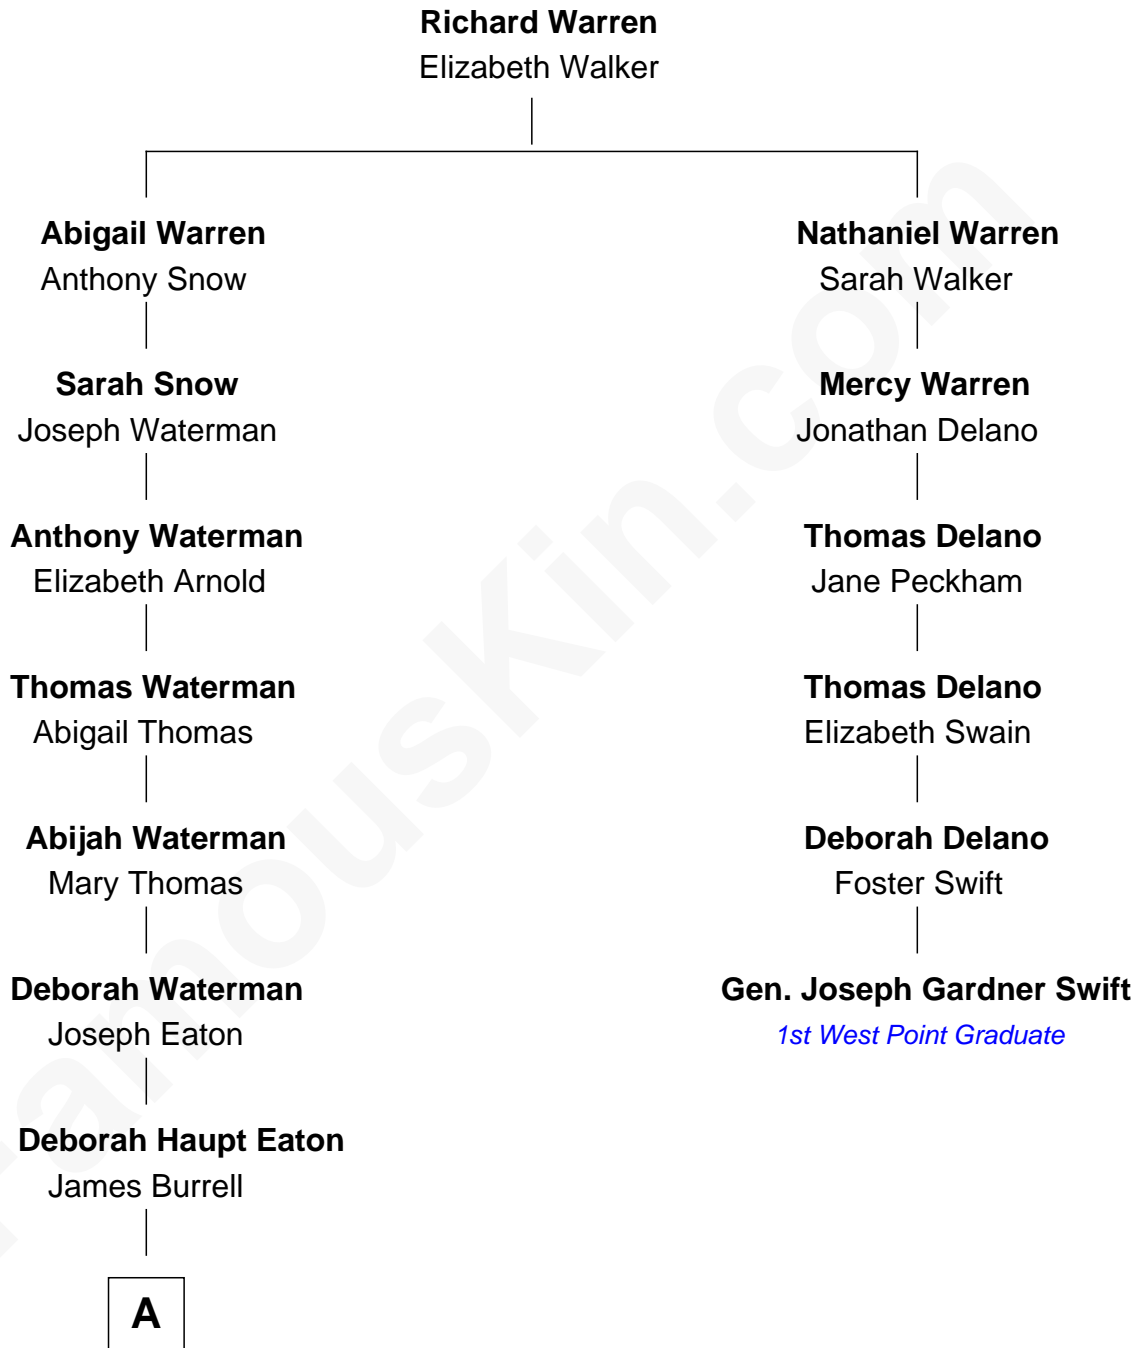 Richard Warren
Elizabeth Walker
Abigail Warren
Anthony Snow
Nathaniel Warren
Sarah Walker
Sarah Snow
Joseph Waterman
Mercy Warren
Jonathan Delano
Anthony Waterman
Elizabeth Arnold
Thomas Delano
Jane Peckham
Thomas Waterman
Abigail Thomas
Thomas Delano
Elizabeth Swain
Abijah Waterman
Mary Thomas
Deborah Delano
Foster Swift
Deborah Waterman
Joseph Eaton
Gen. Joseph Gardner Swift
1st West Point Graduate
Deborah Haupt Eaton
James Burrell
A
FamousKin.com